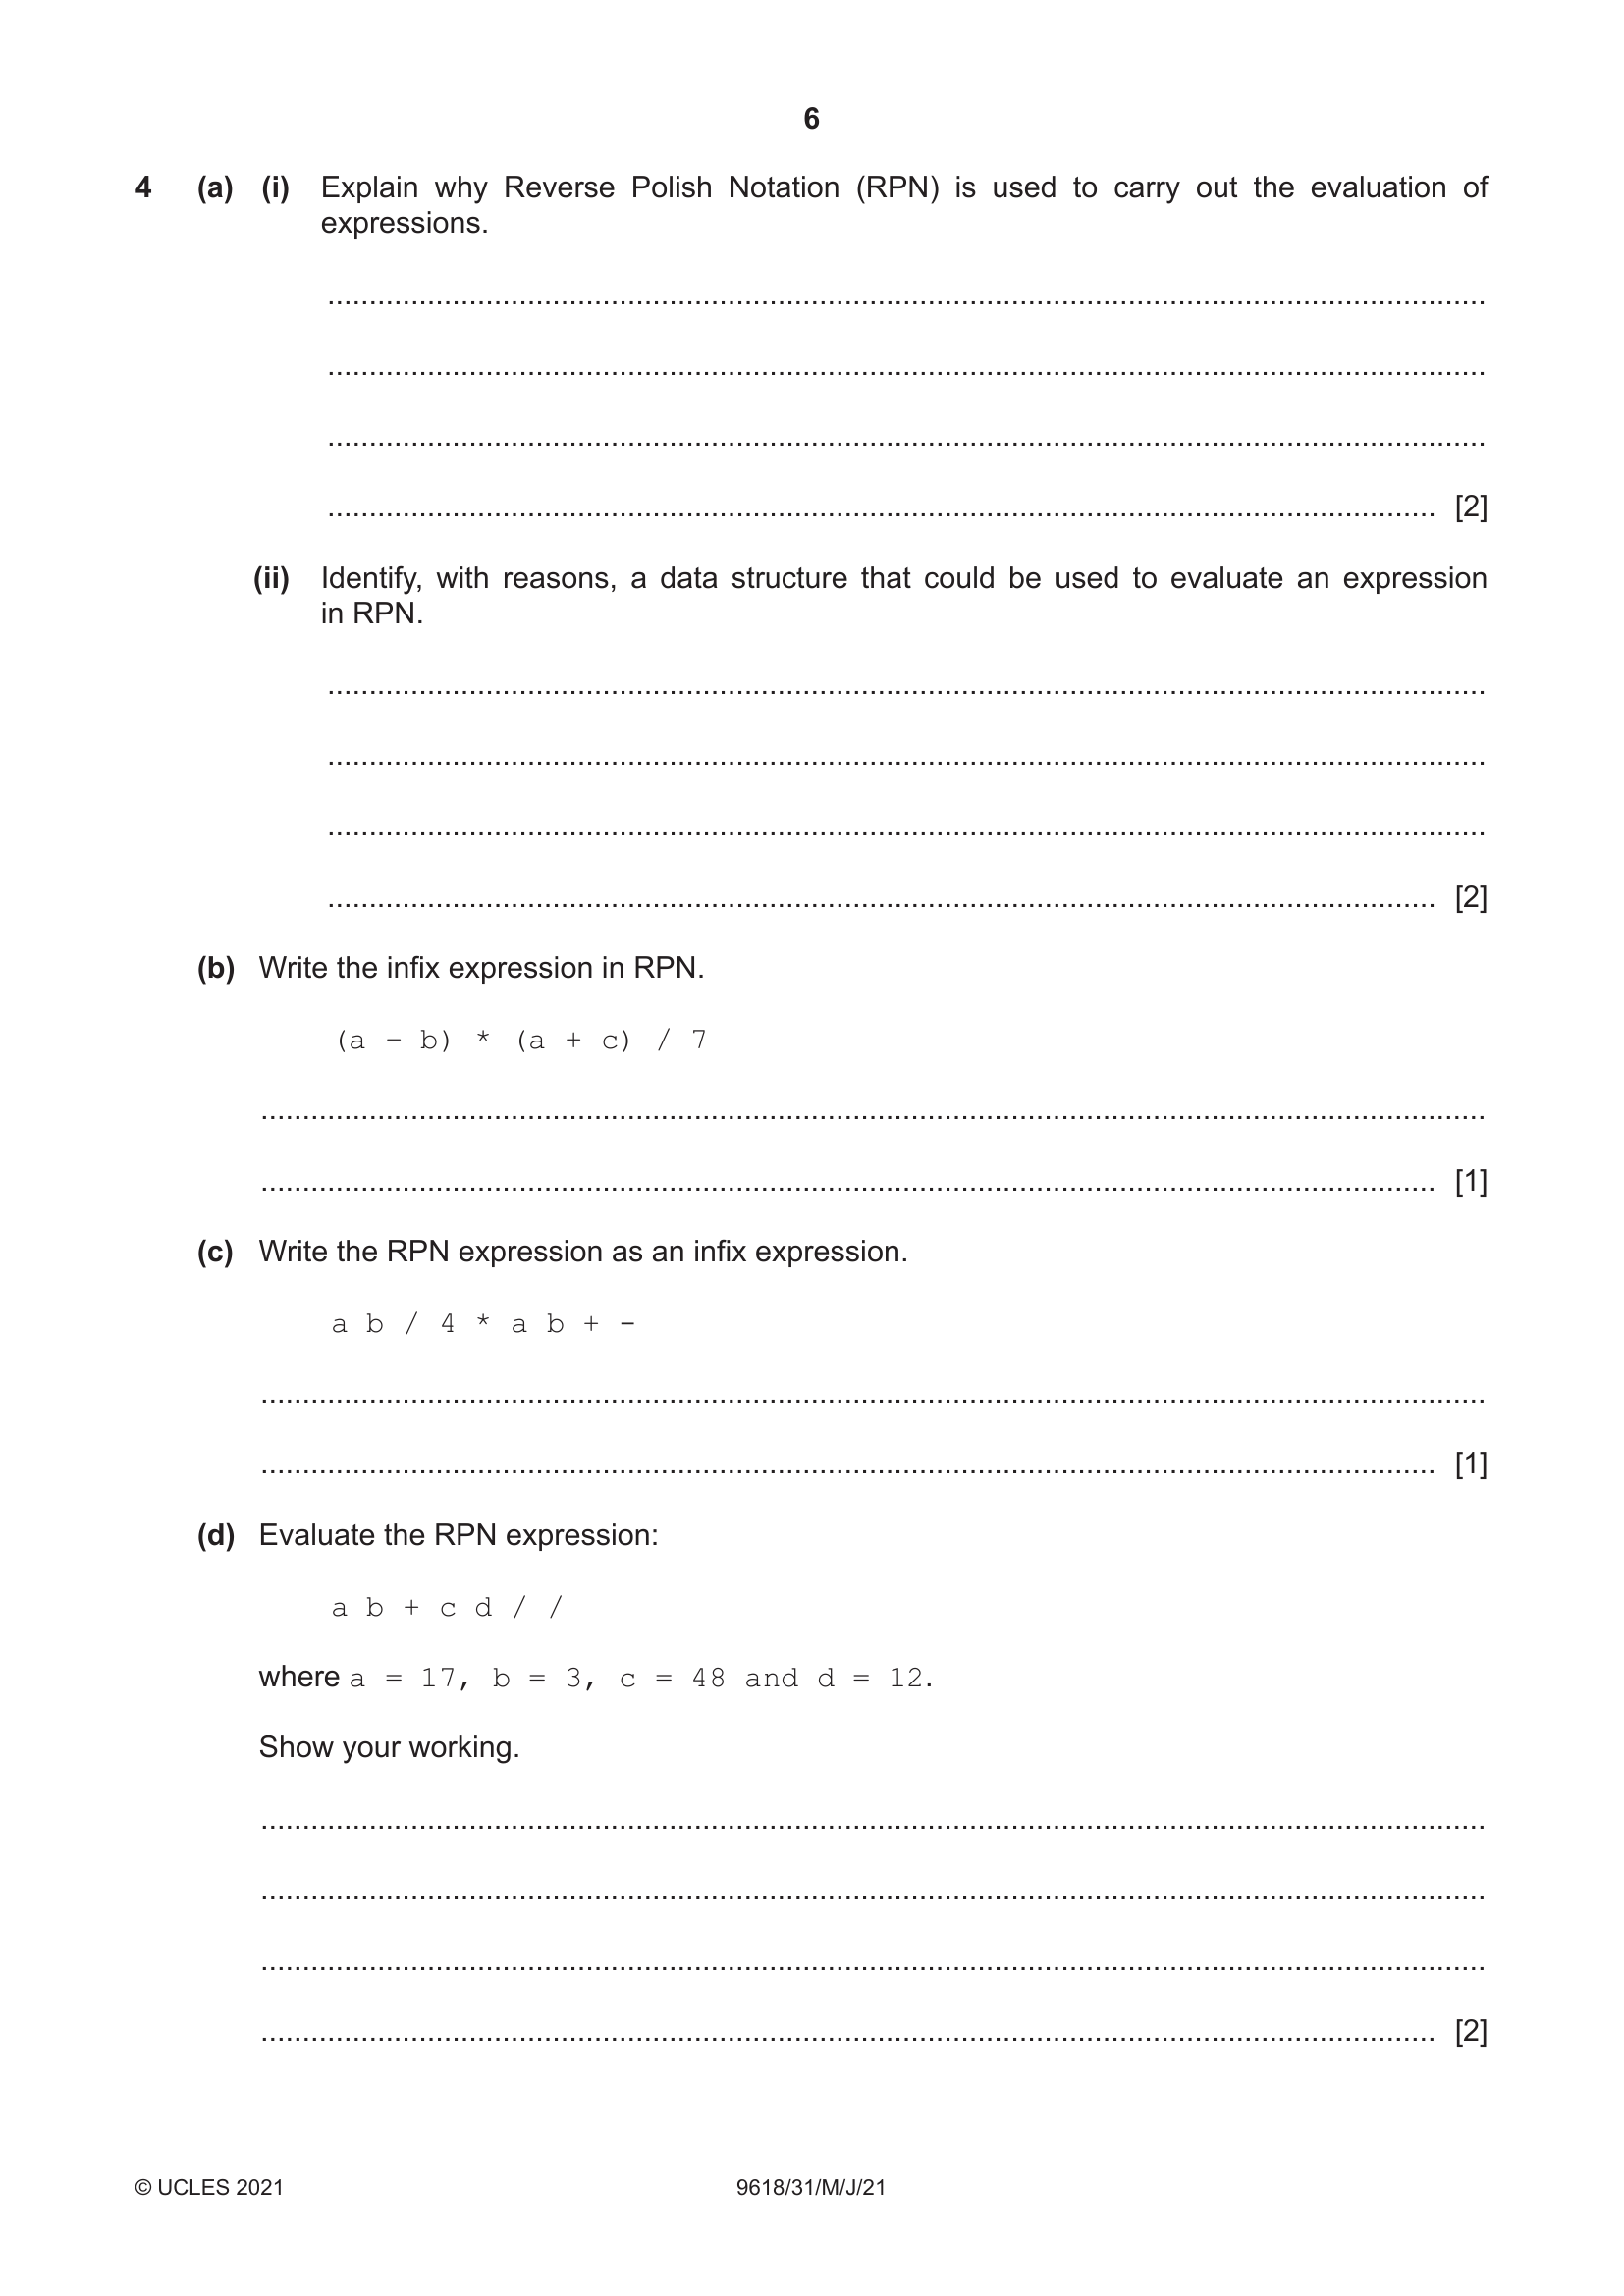 6
4 (a) (i) Explain why Reverse Polish Notation (RPN) is used to carry out the evaluation of
expressions.
[2]
(ii) Identify, with reasons, a data structure that could be used to evaluate an expression
in RPN.
[2]
(b) Write the infix expression in RPN.
(a – b) * (a + c) / 7
[1]
(c) Write the RPN expression as an infix expression.
a b / 4 * a b + -
[1]
(d) Evaluate the RPN expression:
a b + c d / /
where a = 17, b = 3, c = 48 and d = 12.
Show your working.
[2]
© UCLES 2021 9618/31/M/J/21